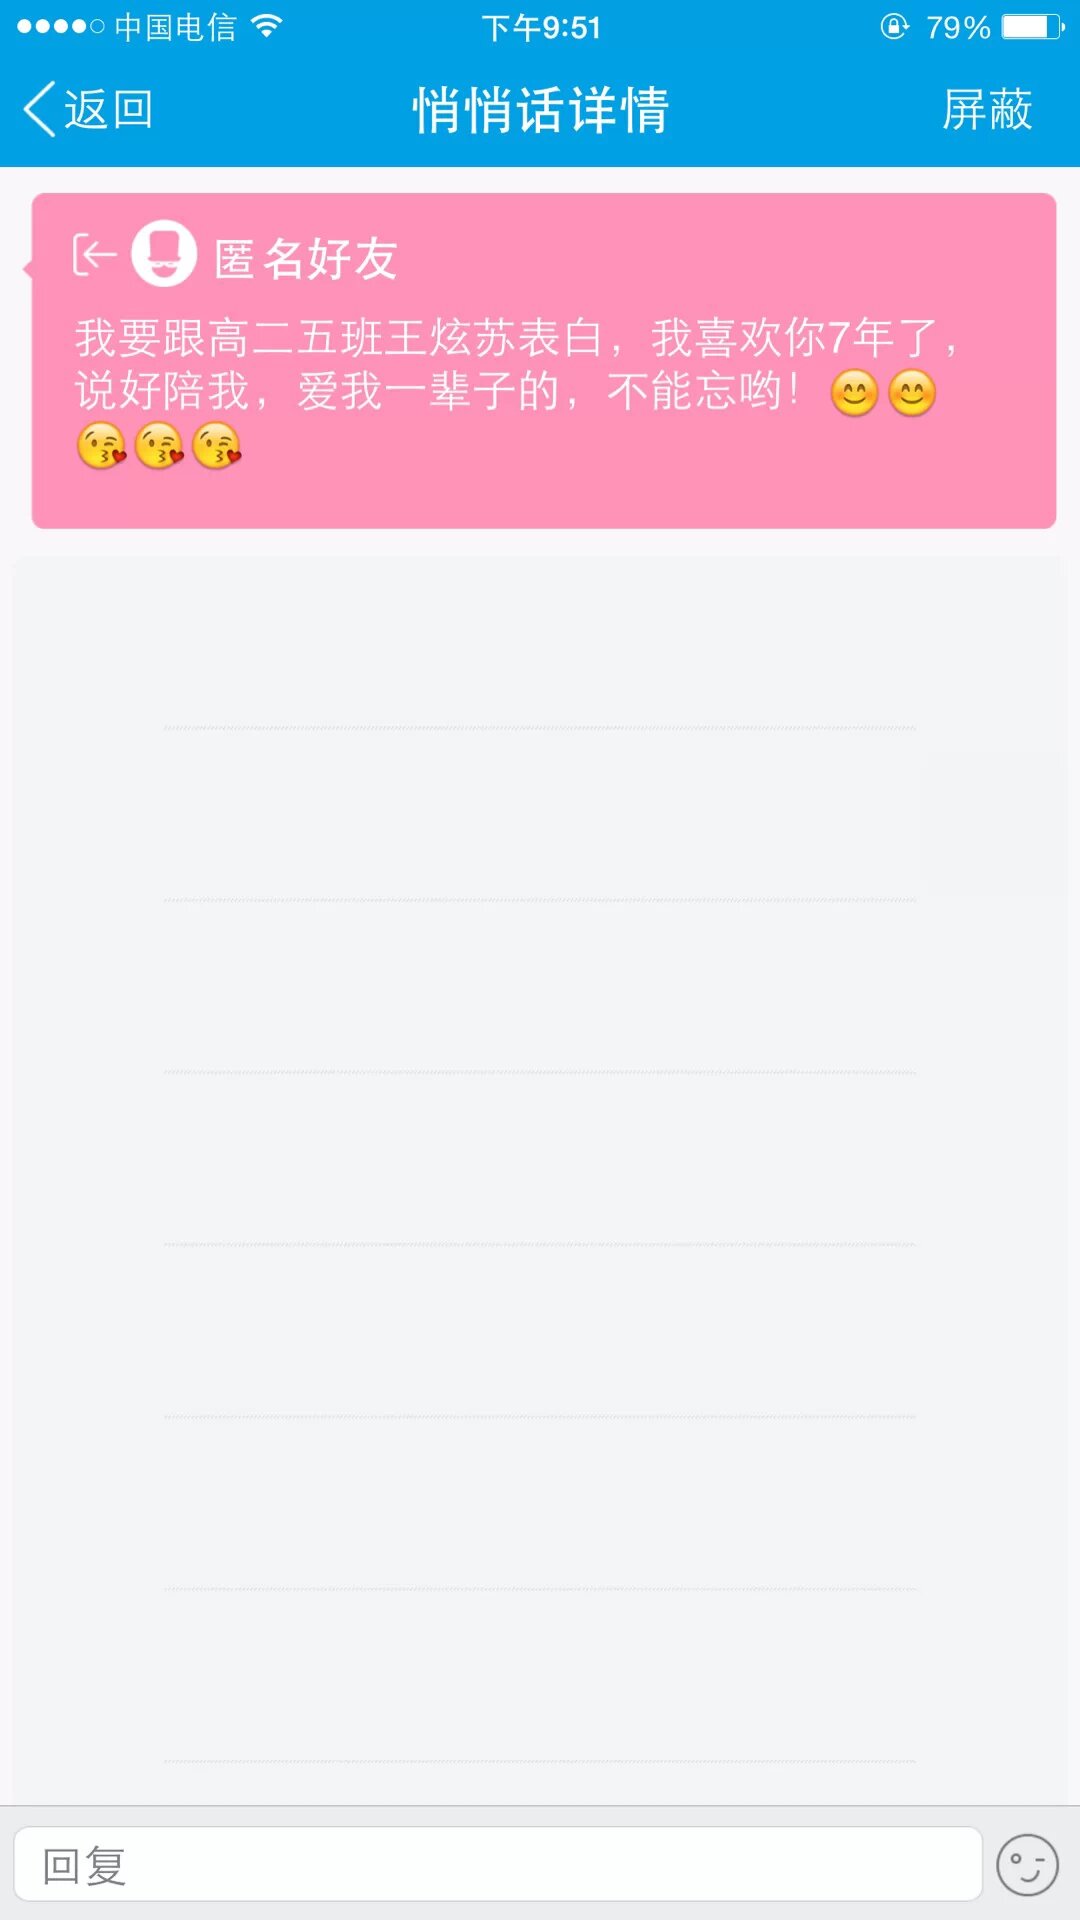 中国电信 下午9:51 79%
返回 悄悄话详情 屏蔽
匿名好友
我要跟高二五班王炫苏表白，我喜欢你7年了，
说好陪我，爱我一辈子的，不能忘哟！😊😊
😘😘😘
回复